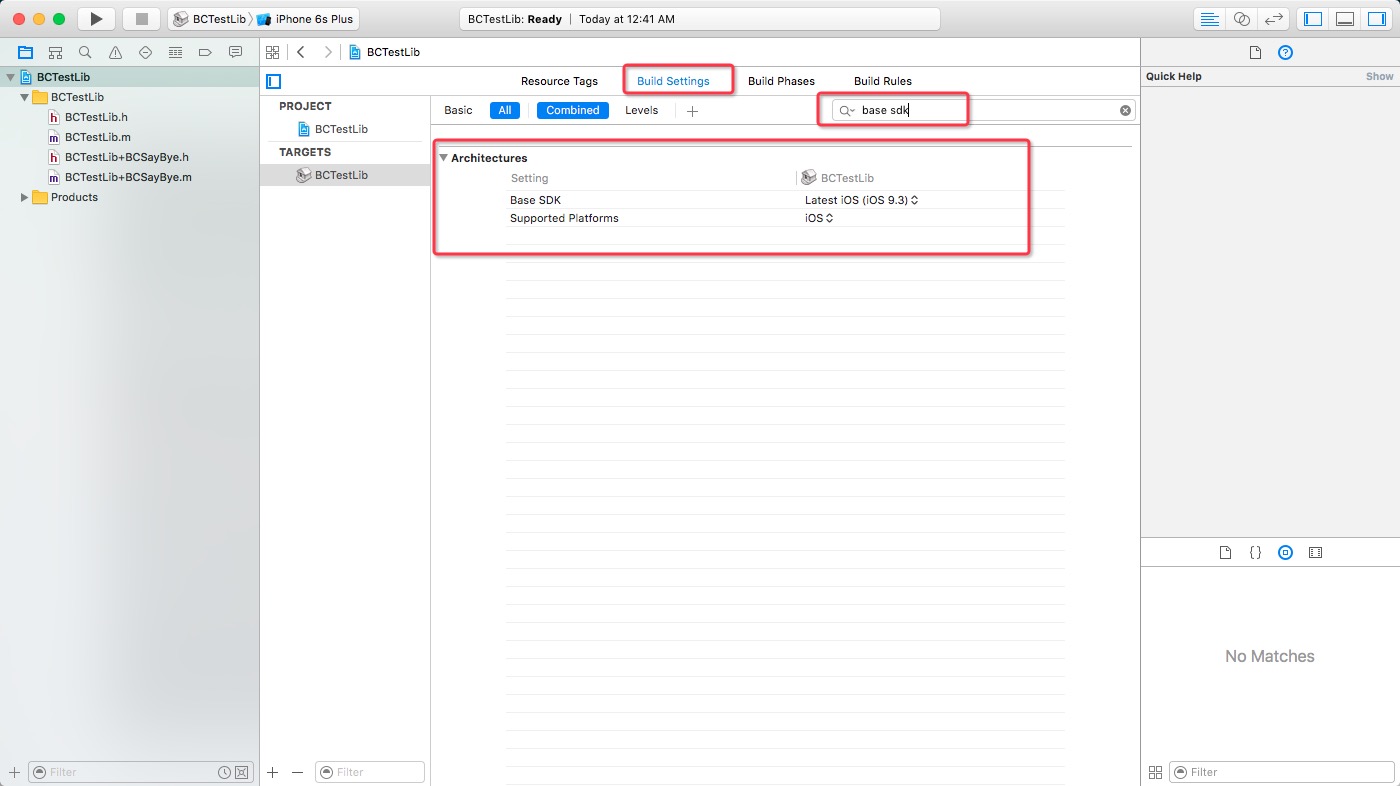 BCTestLib iPhone 6s Plus
BCTestLib: Ready | Today at 12:41 AM
BCTestLib
BCTestLib
BCTestLib.h
BCTestLib.m
BCTestLib+BCSayBye.h
BCTestLib+BCSayBye.m
Products
Filter
BCTestLib
Resource Tags Build Settings Build Phases Build Rules
PROJECT
BCTestLib
TARGETS
BCTestLib
Filter
Basic All Combined Levels
base sdk
Architectures
Setting BCTestLib
Base SDK Latest iOS (iOS 9.3)
Supported Platforms iOS
Quick Help Show
No Matches
Filter